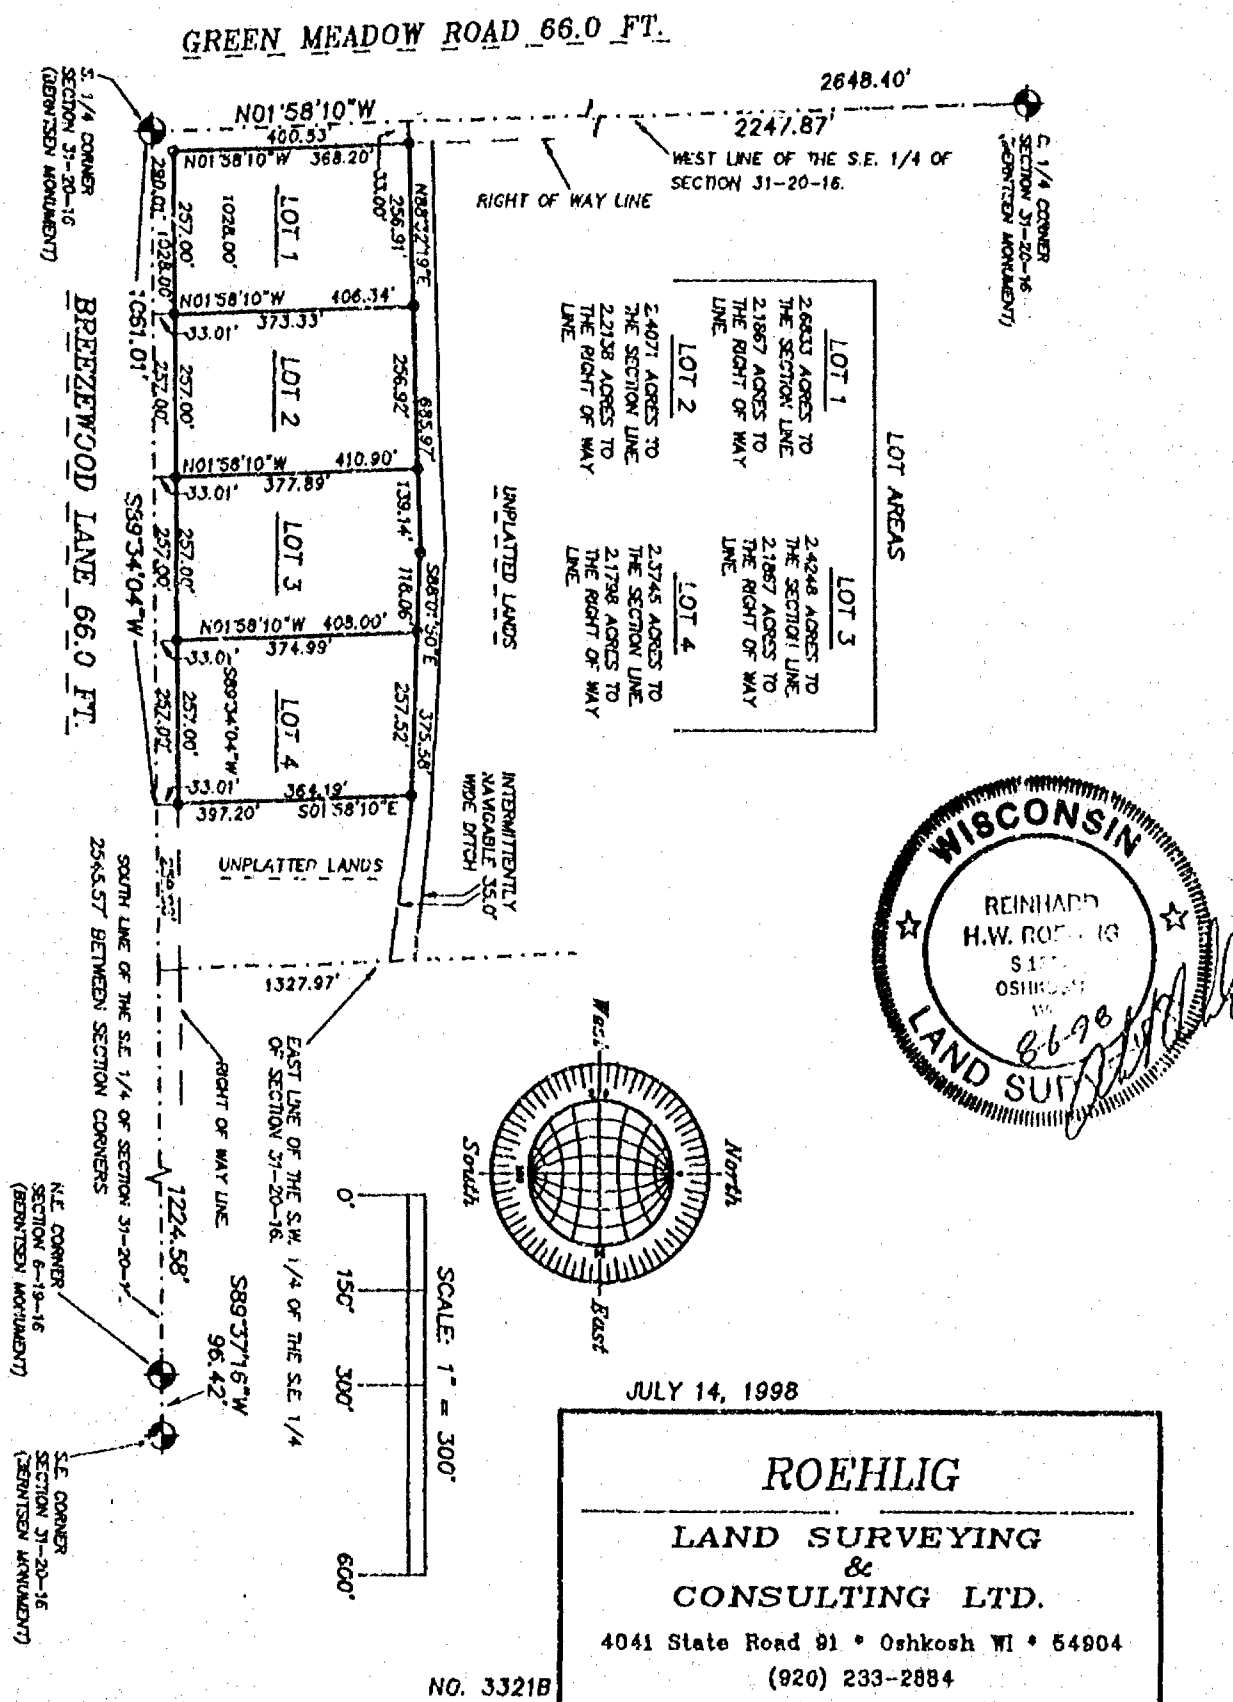 GREEN MEADOW ROAD 66.0 FT.
2648.40'
N01°58'10"W
2247.87'
400.53'
N01°58'10"W 368.20'
33.00'
WEST LINE OF THE S.E. 1/4 OF
SECTION 31-20-16.
RIGHT OF WAY LINE
S. 1/4 CORNER
SECTION 31-20-16
(BERNTSEN MONUMENT)
1/4 CORNER
SECTION 31-20-16
(BERNTSEN MONUMENT)
290.01'
1028.00'
257.00'
1028.00'
LOT 1
256.91'
N88°52'19"E
N01°58'10"W 406.34'
373.33'
33.01'
257.00'
257.00'
LOT 2
256.92'
685.97'
N01°58'10"W 410.90'
377.89'
33.01'
257.00'
257.00'
LOT 3
139.14'
118.06'
N01°58'10"W 408.00'
374.99'
33.01'
257.00'
S89°34'04"W
LOT 4
257.52'
375.58'
33.01'
364.19'
397.20'
S01°58'10"E
1061.01'
S89°34'04"W
BREEZEWOOD LANE 66.0 FT.
UNPLATTED LANDS
UNPLATTED LANDS
INTERMITTENTLY
NAVIGABLE 35.0'
WIDE DITCH
LOT AREAS
LOT 1
2.6833 ACRES TO
THE SECTION LINE
2.1867 ACRES TO
THE RIGHT OF WAY
LINE.
LOT 2
2.4071 ACRES TO
THE SECTION LINE
2.2138 ACRES TO
THE RIGHT OF WAY
LINE
LOT 3
2.4248 ACRES TO
THE SECTION LINE
2.1867 ACRES TO
THE RIGHT OF WAY
LINE.
LOT 4
2.3745 ACRES TO
THE SECTION LINE
2.1798 ACRES TO
THE RIGHT OF WAY
LINE
1327.97'
EAST LINE OF THE S.W. 1/4 OF THE S.E. 1/4
OF SECTION 31-20-16.
RIGHT OF WAY LINE
SOUTH LINE OF THE S.E. 1/4 OF SECTION
2545.57' BETWEEN SECTION CORNERS
1224.58'
S89°37'16"W
96.42'
N.E. CORNER
SECTION 6-19-16
(BERNTSEN MONUMENT)
S.E. CORNER
SECTION 31-20-16
(BERNTSEN MONUMENT)
West
North
South
East
SCALE: 1" = 300'
0' 150' 300' 600'
WISCONSIN
REINHARD
H.W.
LAND
8-6-98
JULY 14, 1998
ROEHLIG
LAND SURVEYING
&
CONSULTING LTD.
4041 State Road 91 * Oshkosh WI * 54904
(920) 233-2884
NO. 3321B